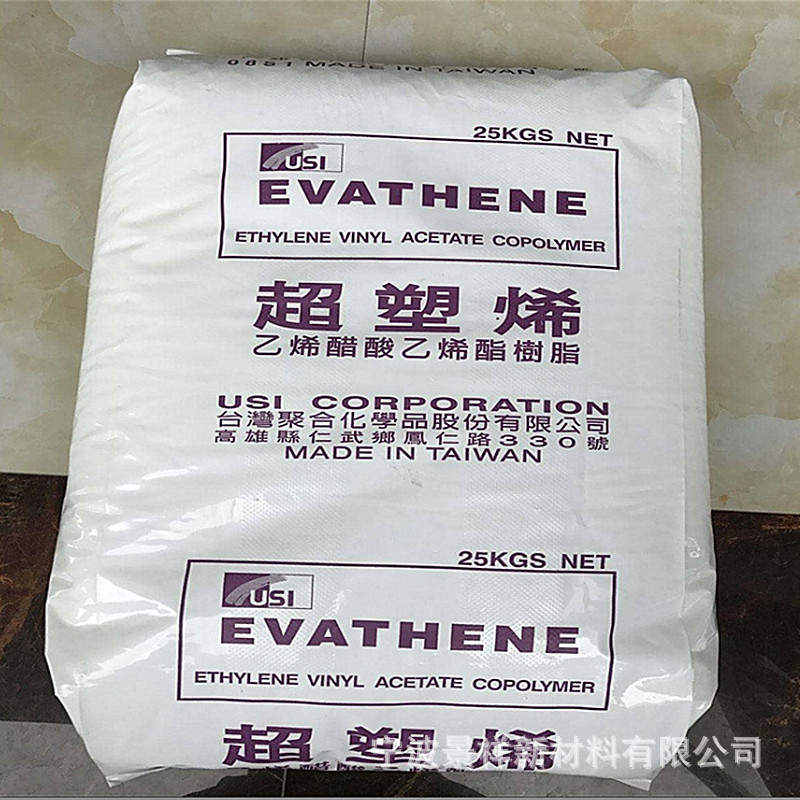 0851 MADE IN TAIWAN
25KGS NET
USI
EVATHENE
ETHYLENE VINYL ACETATE COPOLYMER
超塑烯
乙烯醋酸乙烯酯樹脂
USI CORPORATION
台灣聚合化學品股份有限公司
高雄縣仁武鄉鳳仁路330號
MADE IN TAIWAN
25KGS NET
USI
EVATHENE
ETHYLENE VINYL ACETATE COPOLYMER
超塑烯
宁波景祥新材料有限公司